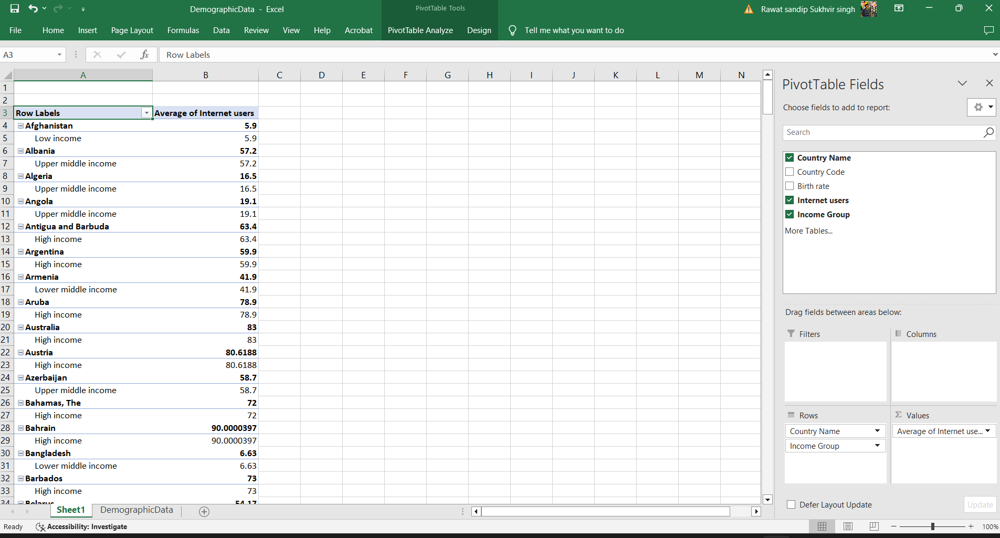 DemographicData - Excel
PivotTable Tools
Rawat sandip Sukhvir singh
File Home Insert Page Layout Formulas Data Review View Help Acrobat PivotTable Analyze Design Tell me what you want to do
A3 fx Row Labels
A B C D E F G H I J K L M N
1
2
3 Row Labels Average of Internet users
4 Afghanistan 5.9
5 Low income 5.9
6 Albania 57.2
7 Upper middle income 57.2
8 Algeria 16.5
9 Upper middle income 16.5
10 Angola 19.1
11 Upper middle income 19.1
12 Antigua and Barbuda 63.4
13 High income 63.4
14 Argentina 59.9
15 High income 59.9
16 Armenia 41.9
17 Lower middle income 41.9
18 Aruba 78.9
19 High income 78.9
20 Australia 83
21 High income 83
22 Austria 80.6188
23 High income 80.6188
24 Azerbaijan 58.7
25 Upper middle income 58.7
26 Bahamas, The 72
27 High income 72
28 Bahrain 90.0000397
29 High income 90.0000397
30 Bangladesh 6.63
31 Lower middle income 6.63
32 Barbados 73
33 High income 73
34 Belarus 54.17
Sheet1 DemographicData
Ready Accessibility: Investigate
100%
PivotTable Fields
Choose fields to add to report:
Search
Country Name
Country Code
Birth rate
Internet users
Income Group
More Tables...
Drag fields between areas below:
Filters
Columns
Rows
Country Name
Income Group
Σ Values
Average of Internet use...
Defer Layout Update
Update